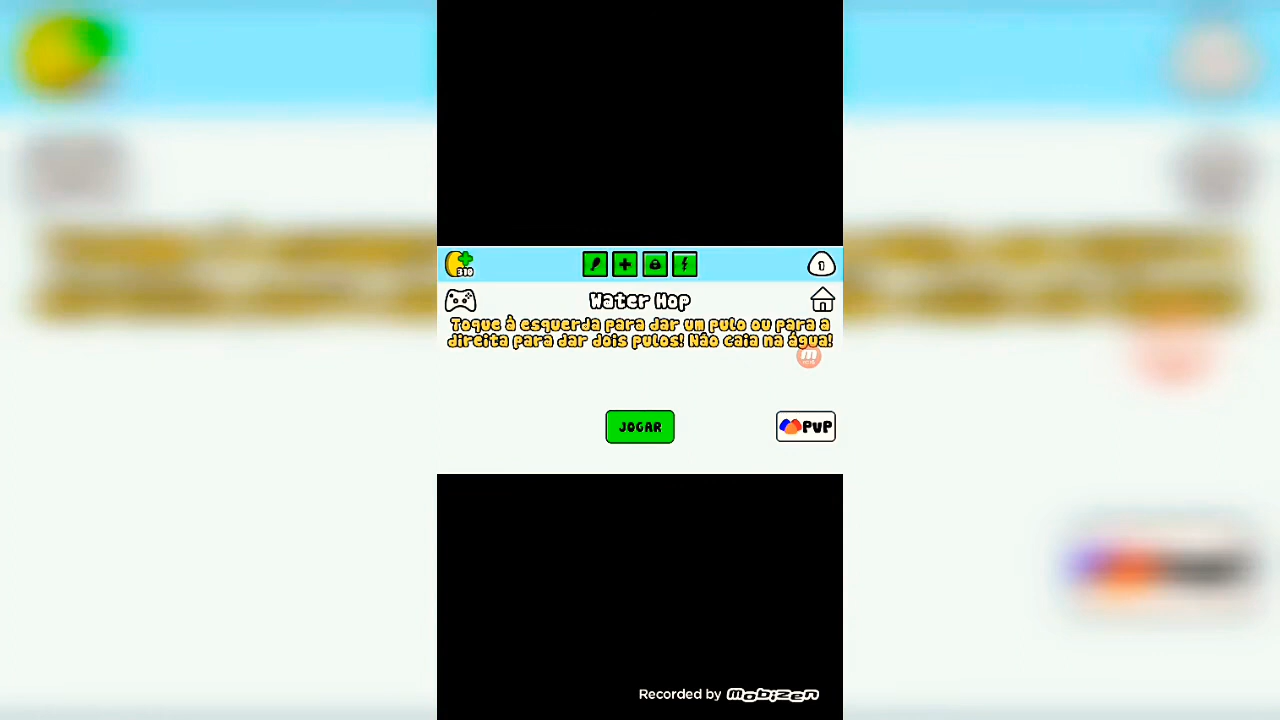 310
1
Water Hop
Toque à esquerda para dar um pulo ou para a
direita para dar dois pulos! Não caia na água!
JOGAR
PVP
Recorded by mobizen